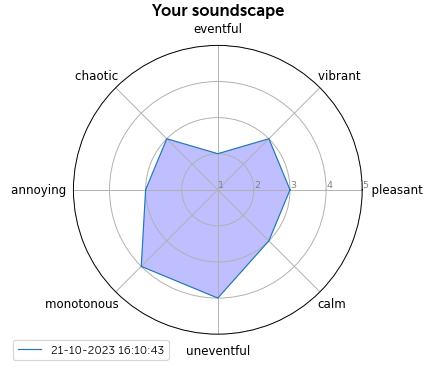 Your soundscape
eventful
chaotic
vibrant
annoying
1 2 3 4 5
pleasant
monotonous
calm
uneventful
21-10-2023 16:10:43